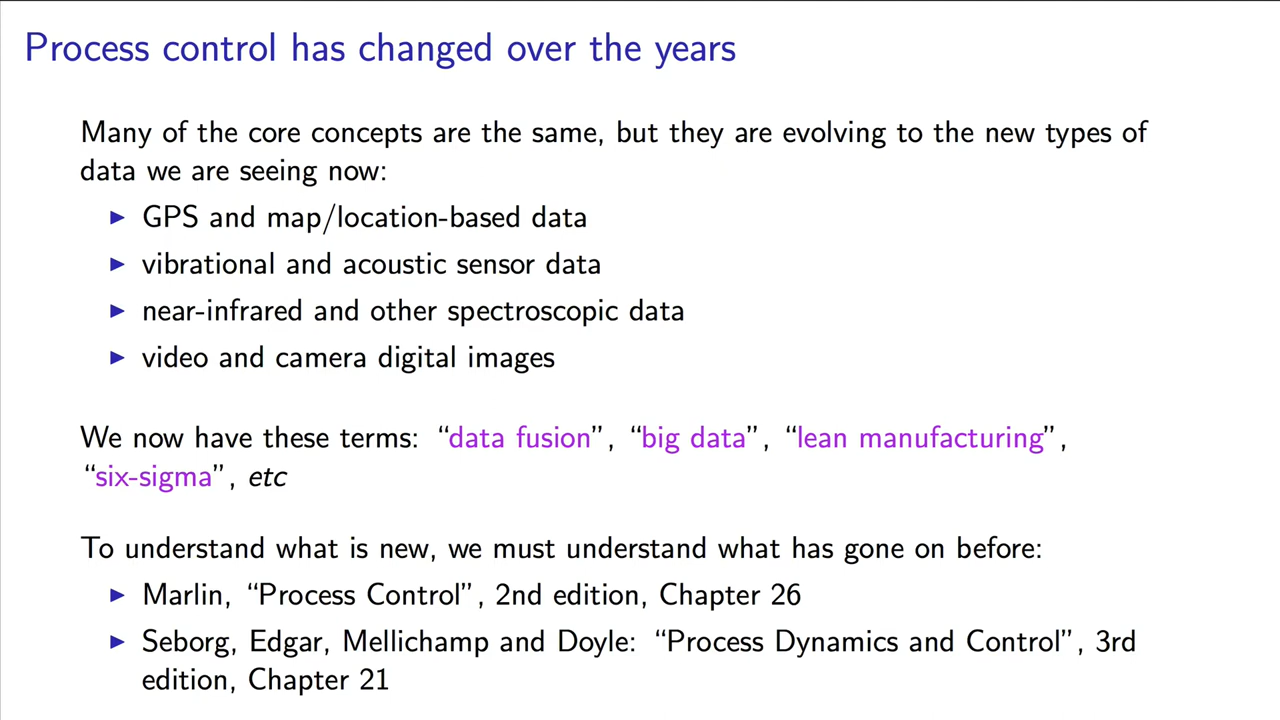 Process control has changed over the years
Many of the core concepts are the same, but they are evolving to the new types of
data we are seeing now:
▶ GPS and map/location-based data
▶ vibrational and acoustic sensor data
▶ near-infrared and other spectroscopic data
▶ video and camera digital images
We now have these terms: “data fusion”, “big data”, “lean manufacturing”,
“six-sigma”, etc
To understand what is new, we must understand what has gone on before:
▶ Marlin, “Process Control”, 2nd edition, Chapter 26
▶ Seborg, Edgar, Mellichamp and Doyle: “Process Dynamics and Control”, 3rd
edition, Chapter 21